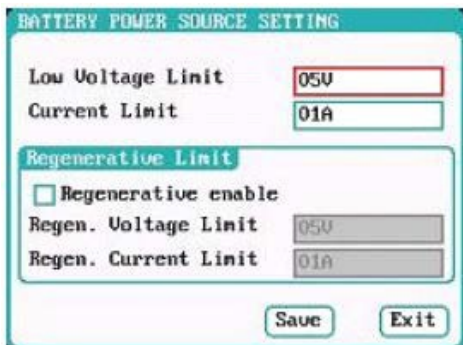 BATTERY POWER SOURCE SETTING
Low Voltage Limit 05V
Current Limit 01A
Regenerative Limit
Regenerative enable
Regen. Voltage Limit 05V
Regen. Current Limit 01A
Save Exit